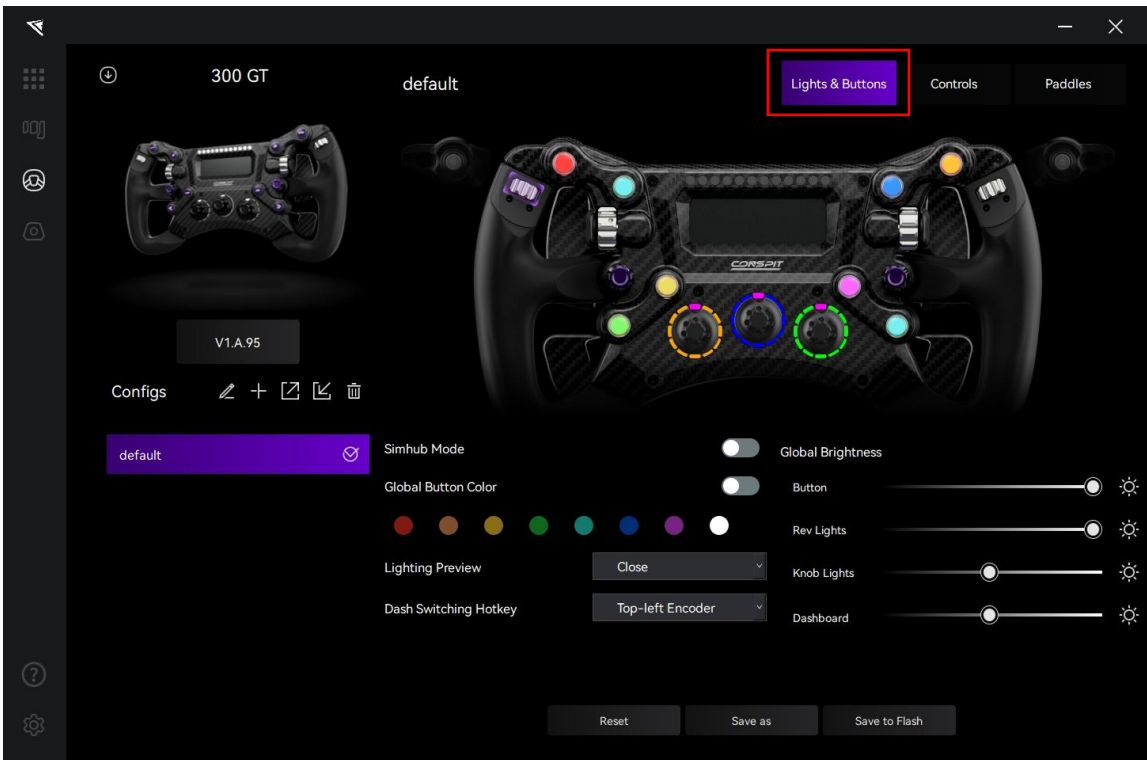 300 GT
default
Lights & Buttons
Controls
Paddles
CORSPIT
V1.A.95
Configs
default
Simhub Mode
Global Brightness
Global Button Color
Button
Rev Lights
Lighting Preview
Close
Knob Lights
Dash Switching Hotkey
Top-left Encoder
Dashboard
Reset
Save as
Save to Flash